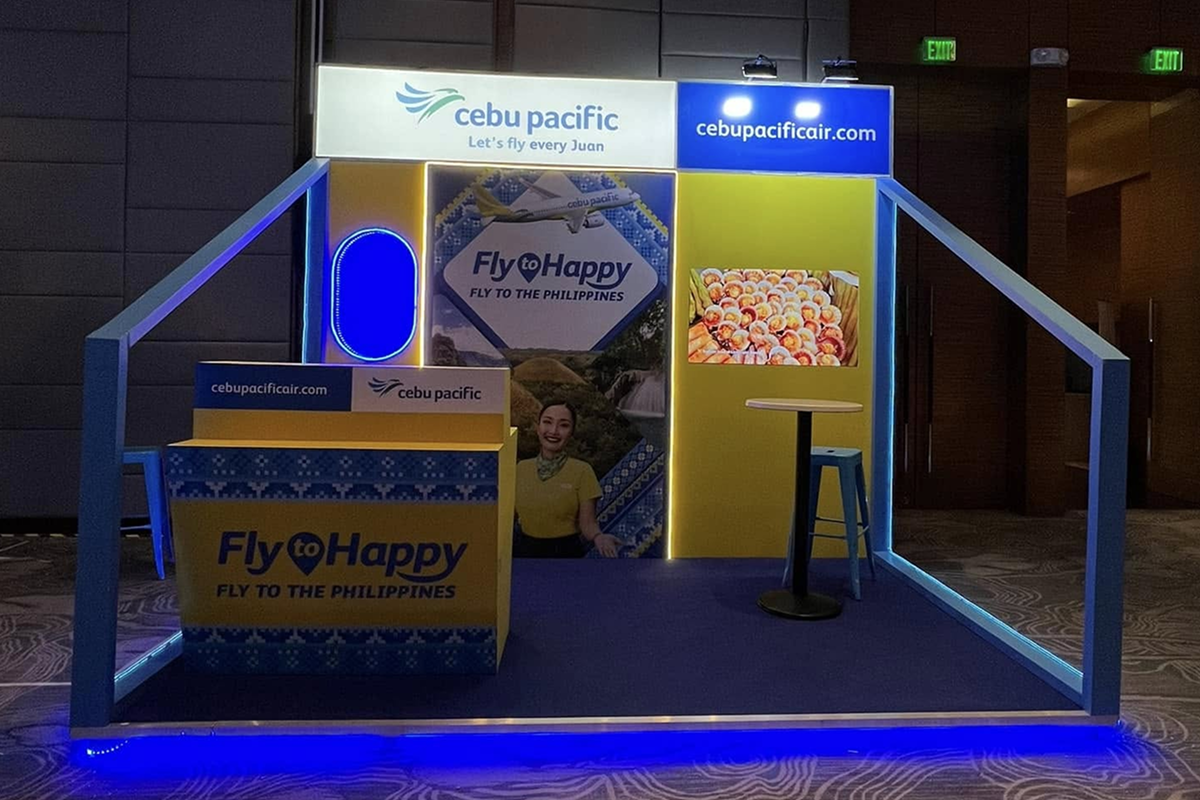 EXIT
EXIT
cebu pacific
Let's fly every Juan
cebupacificair.com
cebu pacific
Fly to Happy
FLY TO THE PHILIPPINES
cebupacificair.com
cebu pacific
Fly to Happy
FLY TO THE PHILIPPINES